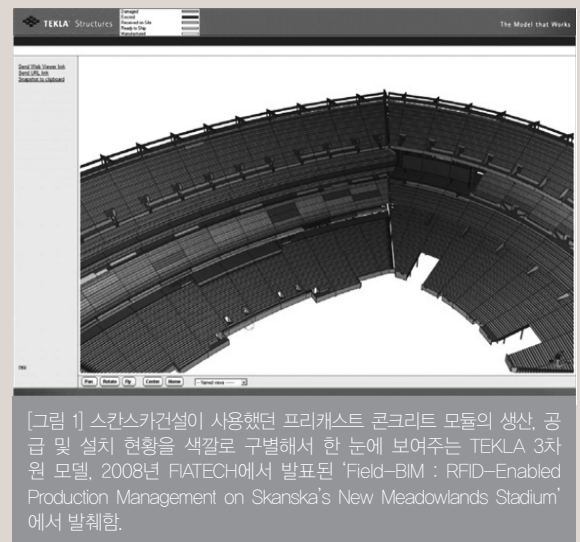 TEKLA Structures
Damaged
Erected
Received on Site
Ready to Ship
Manufactured
The Model that Works
Send Web Viewer link
Send URL link
Snapshot to clipboard
Pan Rotate Fly Center Home
[그림 1] 스칸스카건설이 사용했던 프리캐스트 콘크리트 모듈의 생산, 공
급 및 설치 현황을 색깔로 구별해서 한 눈에 보여주는 TEKLA 3차
원 모델, 2008년 FIATECH에서 발표된 ‘Field-BIM : RFID-Enabled
Production Management on Skanska's New Meadowlands Stadium’
에서 발췌함.